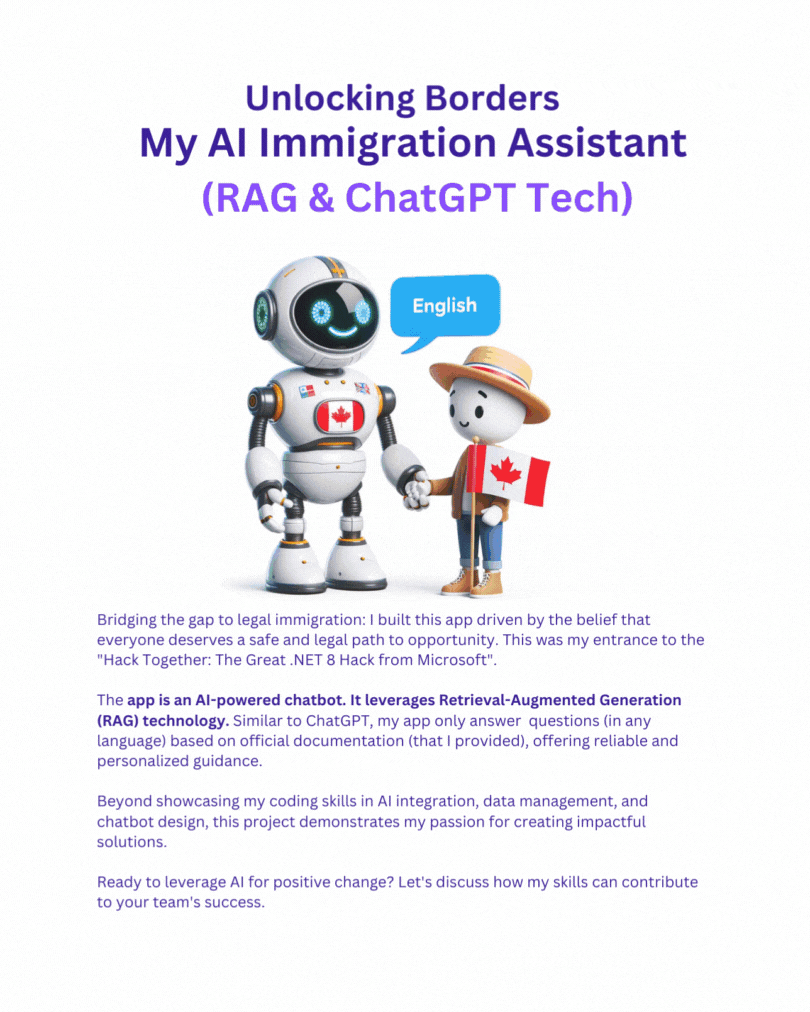 Unlocking Borders
My AI Immigration Assistant
(RAG & ChatGPT Tech)
English
Bridging the gap to legal immigration: I built this app driven by the belief that
everyone deserves a safe and legal path to opportunity. This was my entrance to the
"Hack Together: The Great .NET 8 Hack from Microsoft".
The app is an AI-powered chatbot. It leverages Retrieval-Augmented Generation
(RAG) technology. Similar to ChatGPT, my app only answer  questions (in any
language) based on official documentation (that I provided), offering reliable and
personalized guidance.
Beyond showcasing my coding skills in AI integration, data management, and
chatbot design, this project demonstrates my passion for creating impactful
solutions.
Ready to leverage AI for positive change? Let's discuss how my skills can contribute
to your team's success.